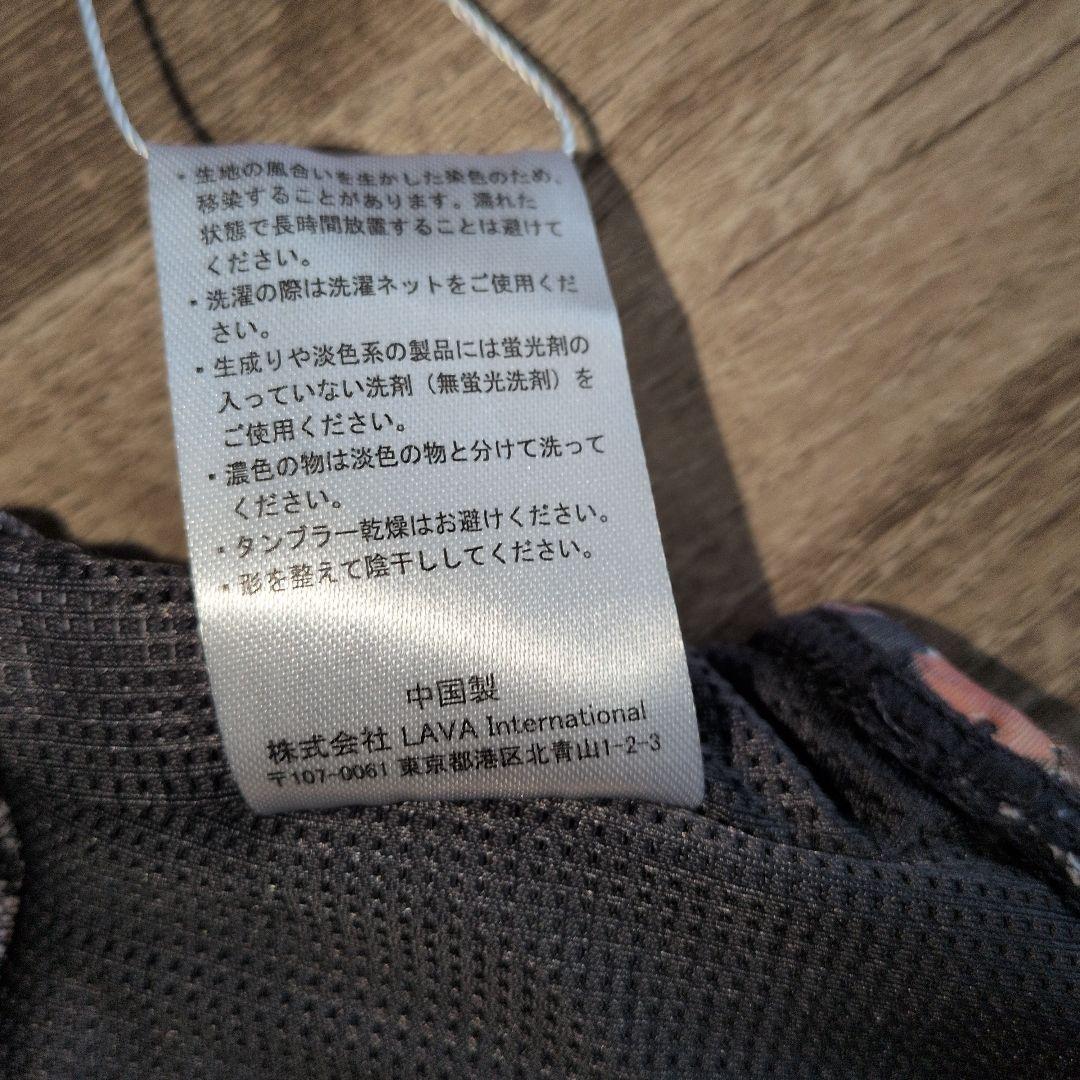 ・生地の風合いを生かした染色のため、
移染することがあります。濡れた
状態で長時間放置することは避けて
ください。
・洗濯の際は洗濯ネットをご使用くだ
さい。
・生成りや淡色系の製品には蛍光剤の
入っていない洗剤（無蛍光洗剤）を
ご使用ください。
・濃色の物は淡色の物と分けて洗って
ください。
・タンブラー乾燥はお避けください。
・形を整えて陰干ししてください。
中国製
株式会社 LAVA International
〒107-0061 東京都港区北青山1-2-3